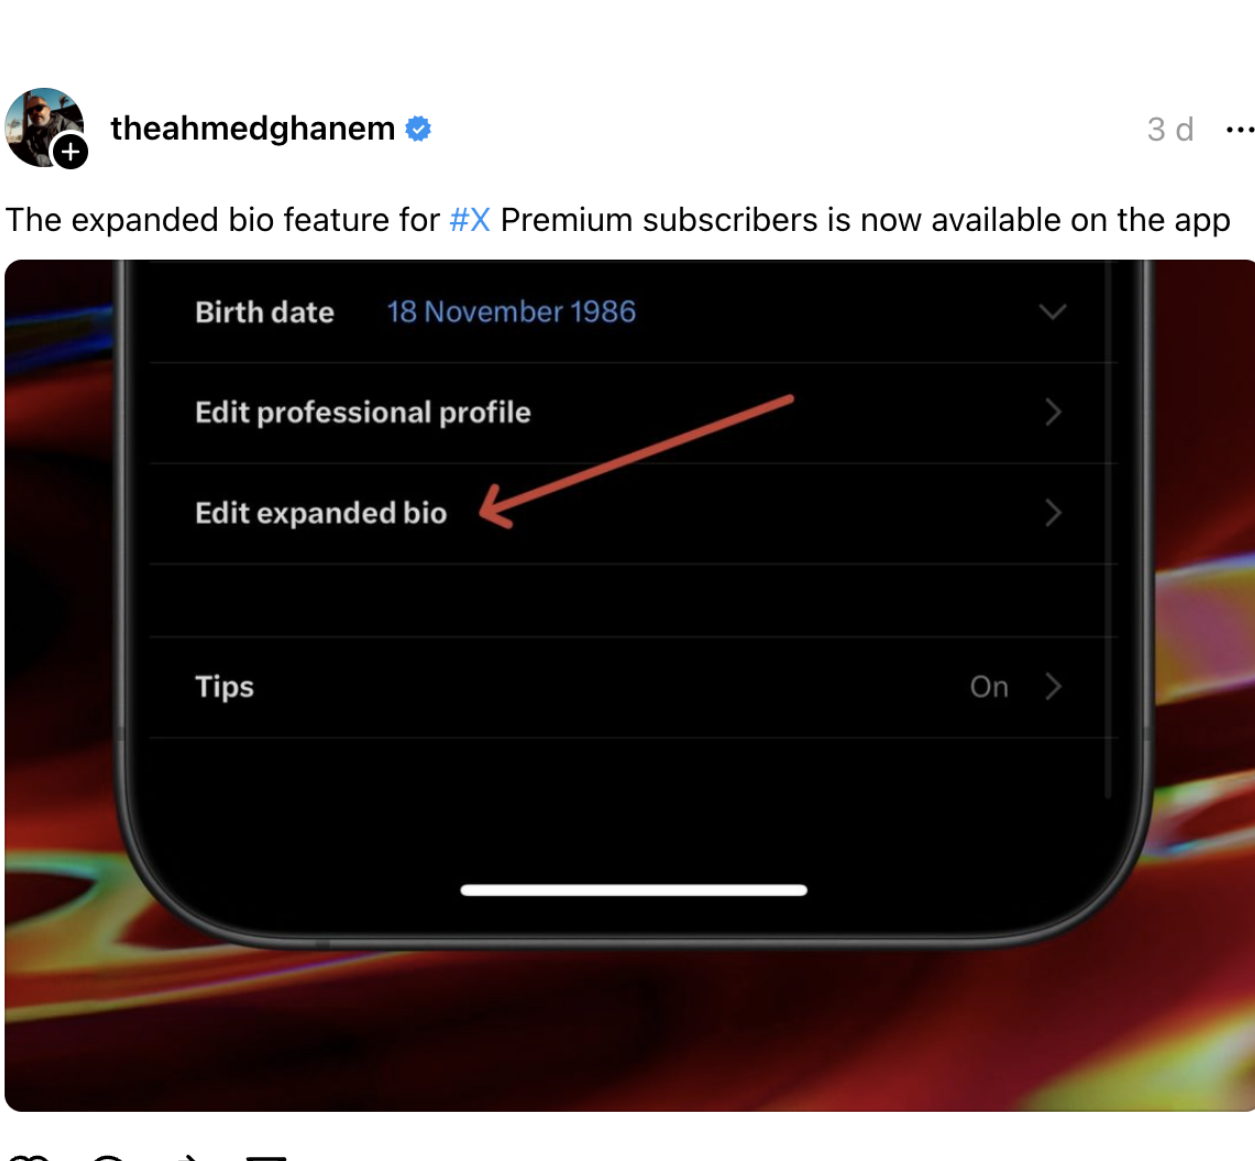 theahmedghanem
3 d
The expanded bio feature for #X Premium subscribers is now available on the app
Birth date 18 November 1986
Edit professional profile
Edit expanded bio
Tips On